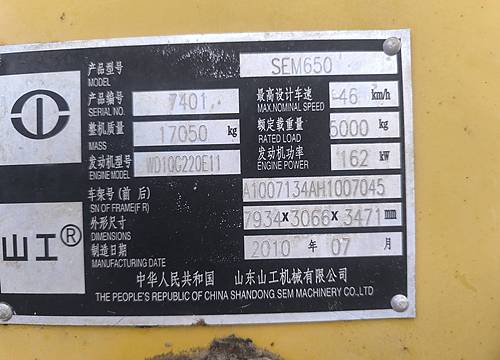 产品型号 SEM650
MODEL
产品编号 7401 最高设计车速 46 km/h
SERIAL NO. MAX.NOMINAL SPEED
整机质量 17050 kg 额定载重量 5000 kg
MASS RATED LOAD
发动机型号 WD10G220E11 发动机功率 162 kW
ENGINE MODEL ENGINE POWER
车架号(前 后) A1007134AH1007045
SN OF FRAME(F R)
外形尺寸 7934×3066×3471 mm
DIMENSIONS
制造日期 2010 年 07 月
MANUFACTURING DATE
山工®
中华人民共和国 山东山工机械有限公司
THE PEOPLE'S REPUBLIC OF CHINA SHANDONG SEM MACHINERY CO.,LTD